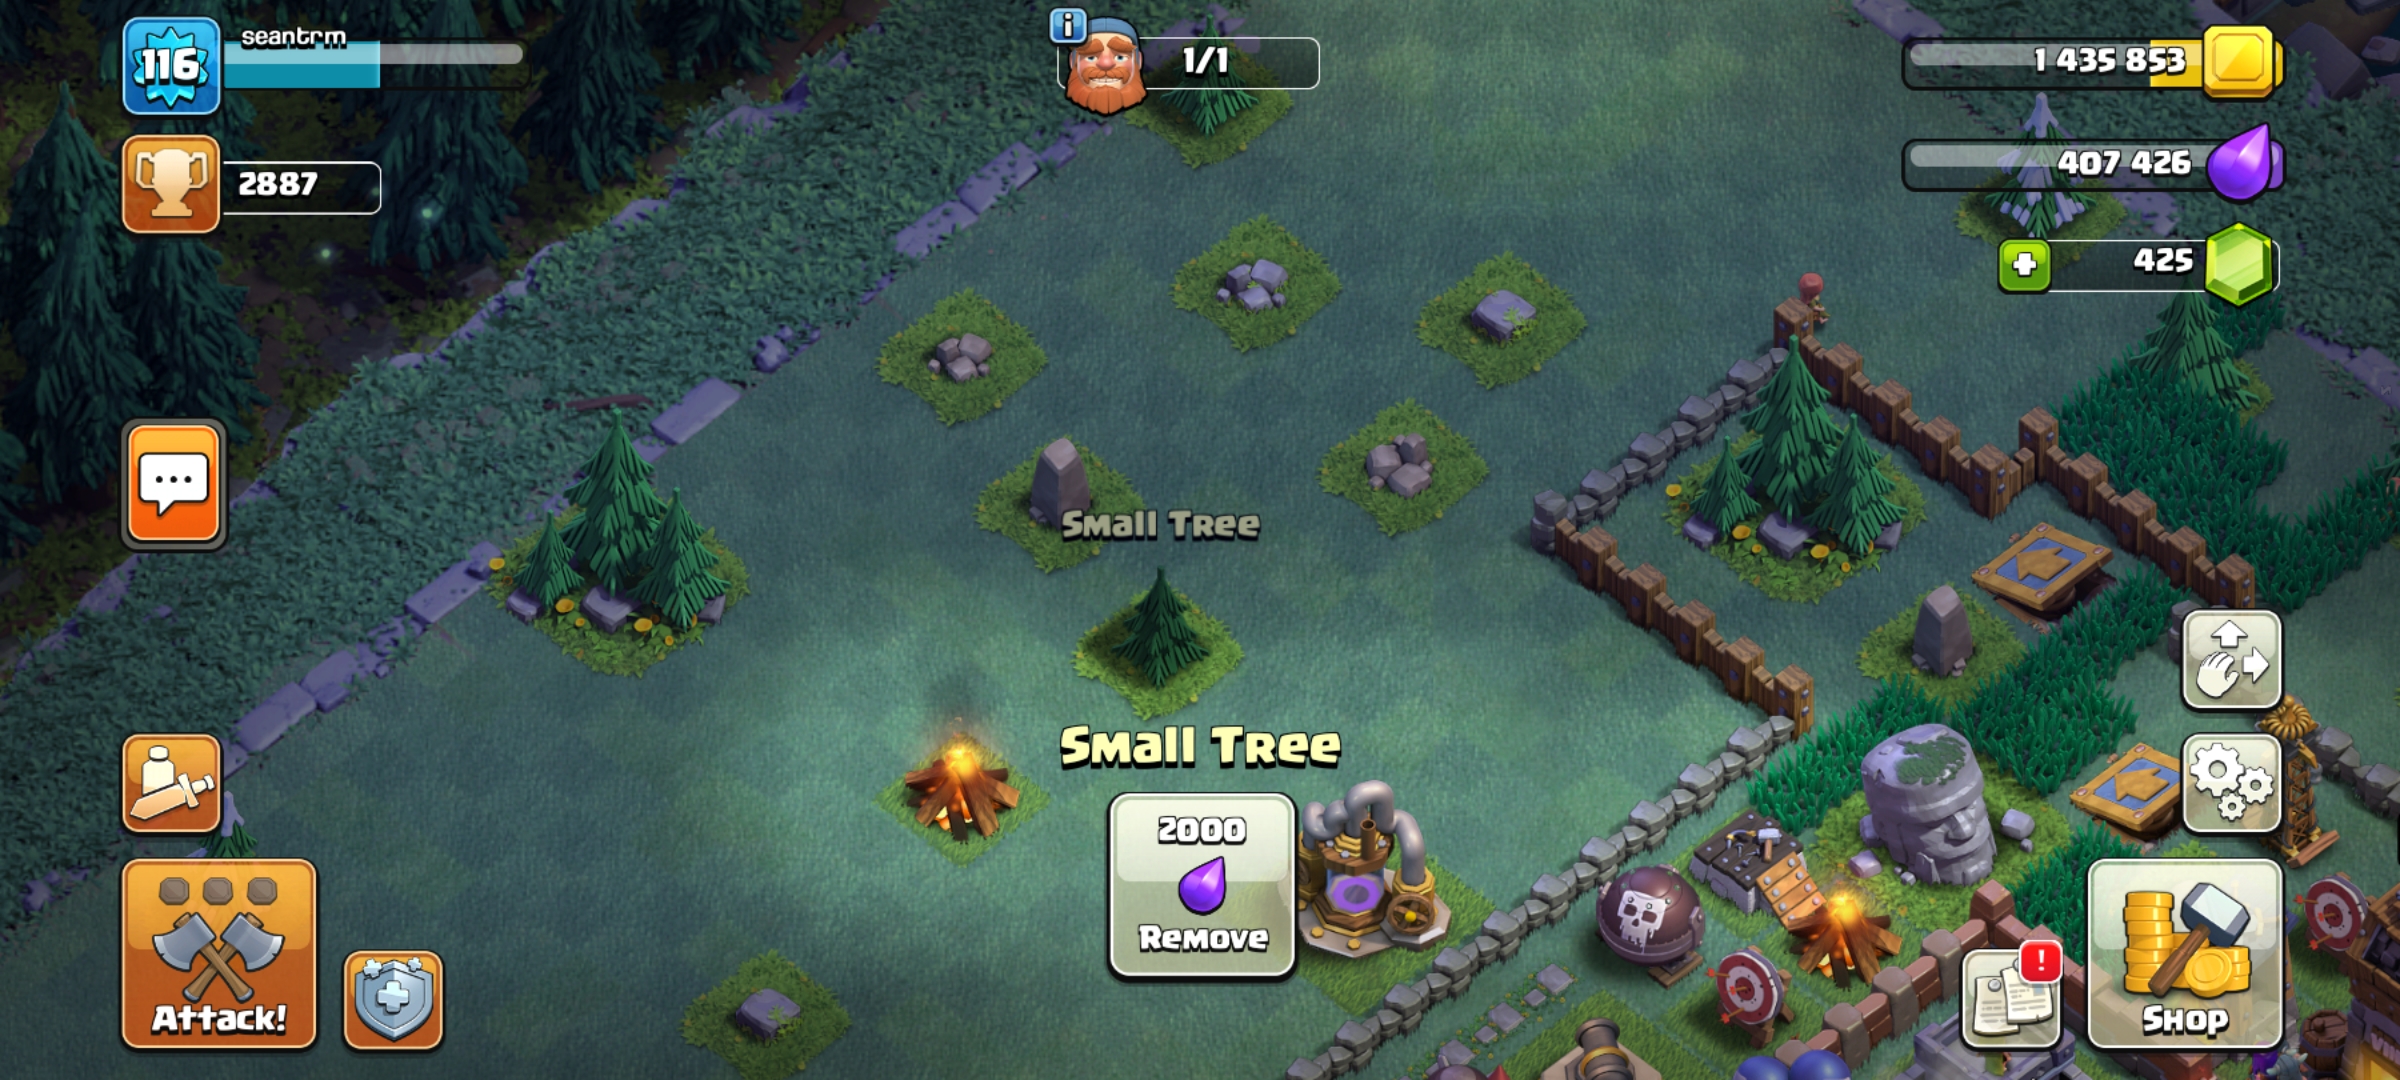 116
seantrm
1/1
1 435 853
407 426
2887
425
Small Tree
Small Tree
2000
Remove
Attack!
!
Shop